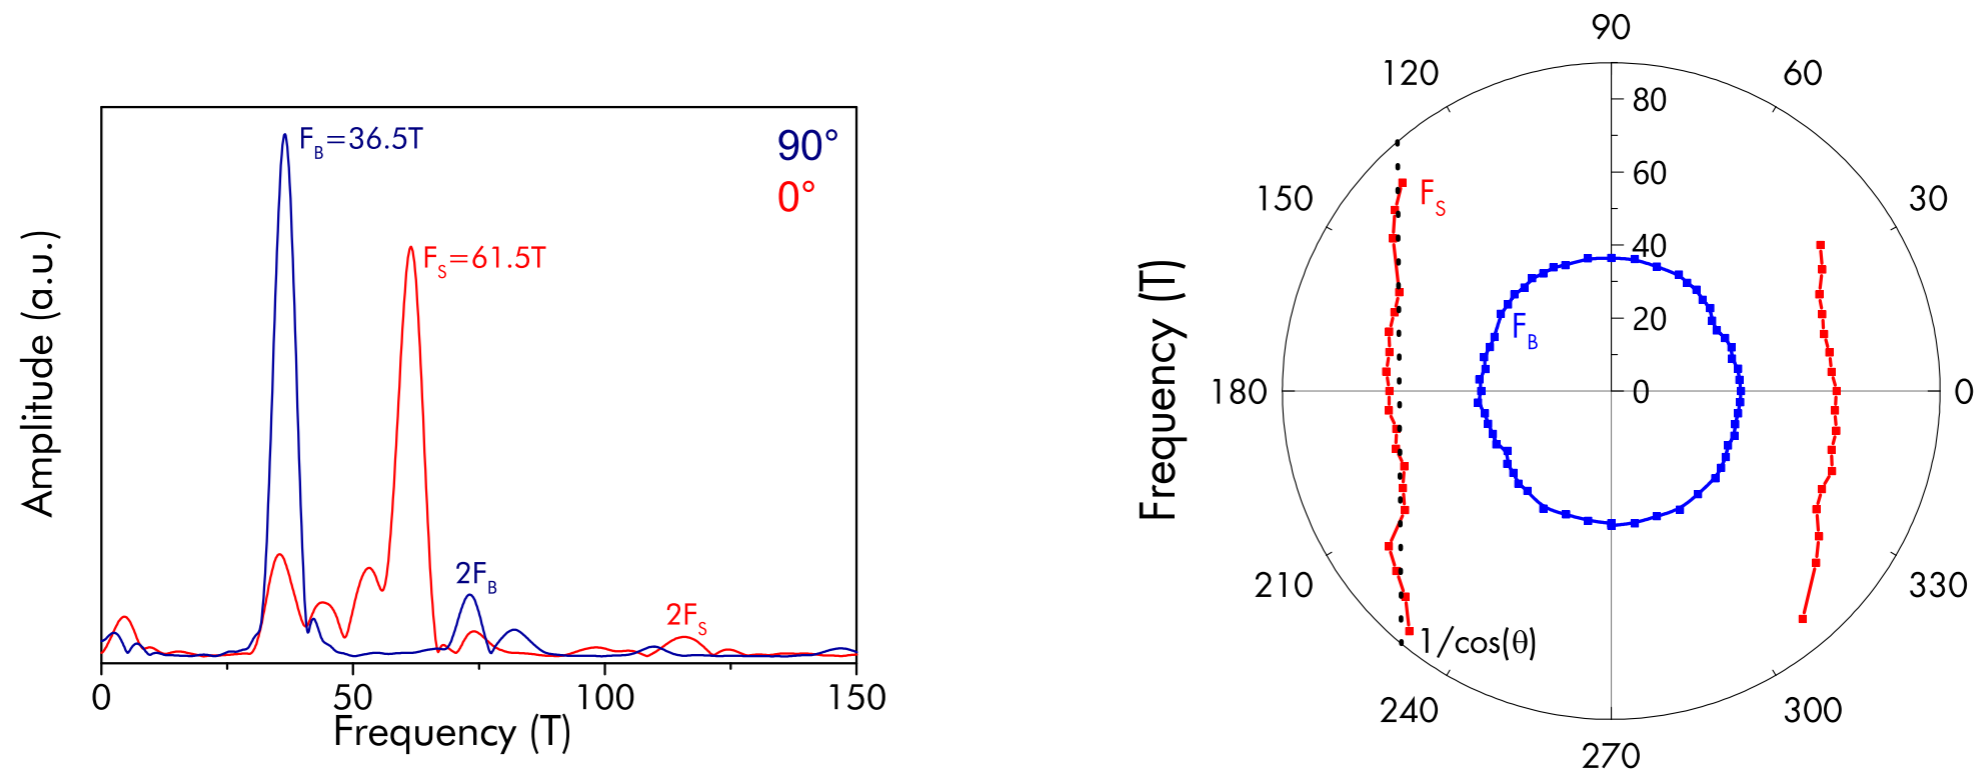 Amplitude (a.u.)
F_B=36.5T
F_S=61.5T
90°
0°
2F_B
2F_S
0 50 100 150
Frequency (T)
Frequency (T)
90
120 60
150 30
180 0
210 330
240 300
270
80
60
40
20
0
F_S
F_B
1/cos(θ)